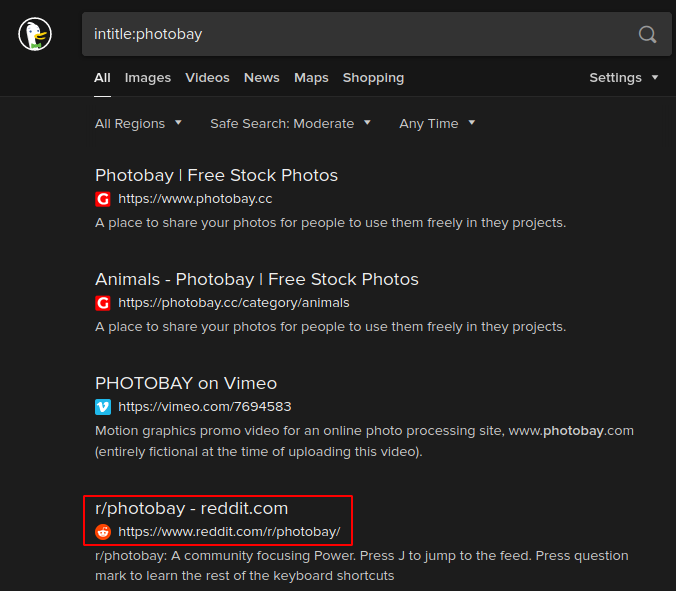 intitle:photobay
All Images Videos News Maps Shopping Settings
All Regions Safe Search: Moderate Any Time
Photobay | Free Stock Photos
https://www.photobay.cc
A place to share your photos for people to use them freely in they projects.
Animals - Photobay | Free Stock Photos
https://photobay.cc/category/animals
A place to share your photos for people to use them freely in they projects.
PHOTOBAY on Vimeo
https://vimeo.com/7694583
Motion graphics promo video for an online photo processing site, www.photobay.com
(entirely fictional at the time of uploading this video).
r/photobay - reddit.com
https://www.reddit.com/r/photobay/
r/photobay: A community focusing Power. Press J to jump to the feed. Press question
mark to learn the rest of the keyboard shortcuts